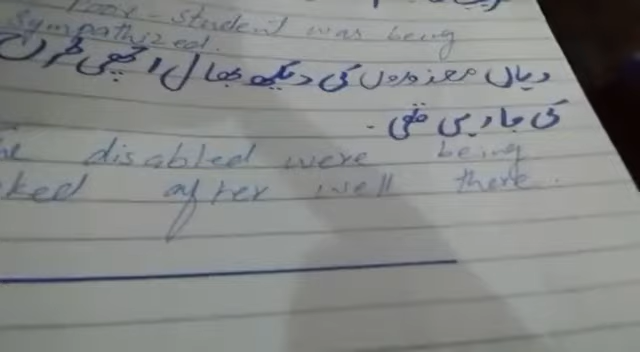 Poor-student was being
sympathized.
وہاں معذوروں کی دیکھ بھال اچھی طرح
کی جا رہی تھی۔
disabled were being
after well there.